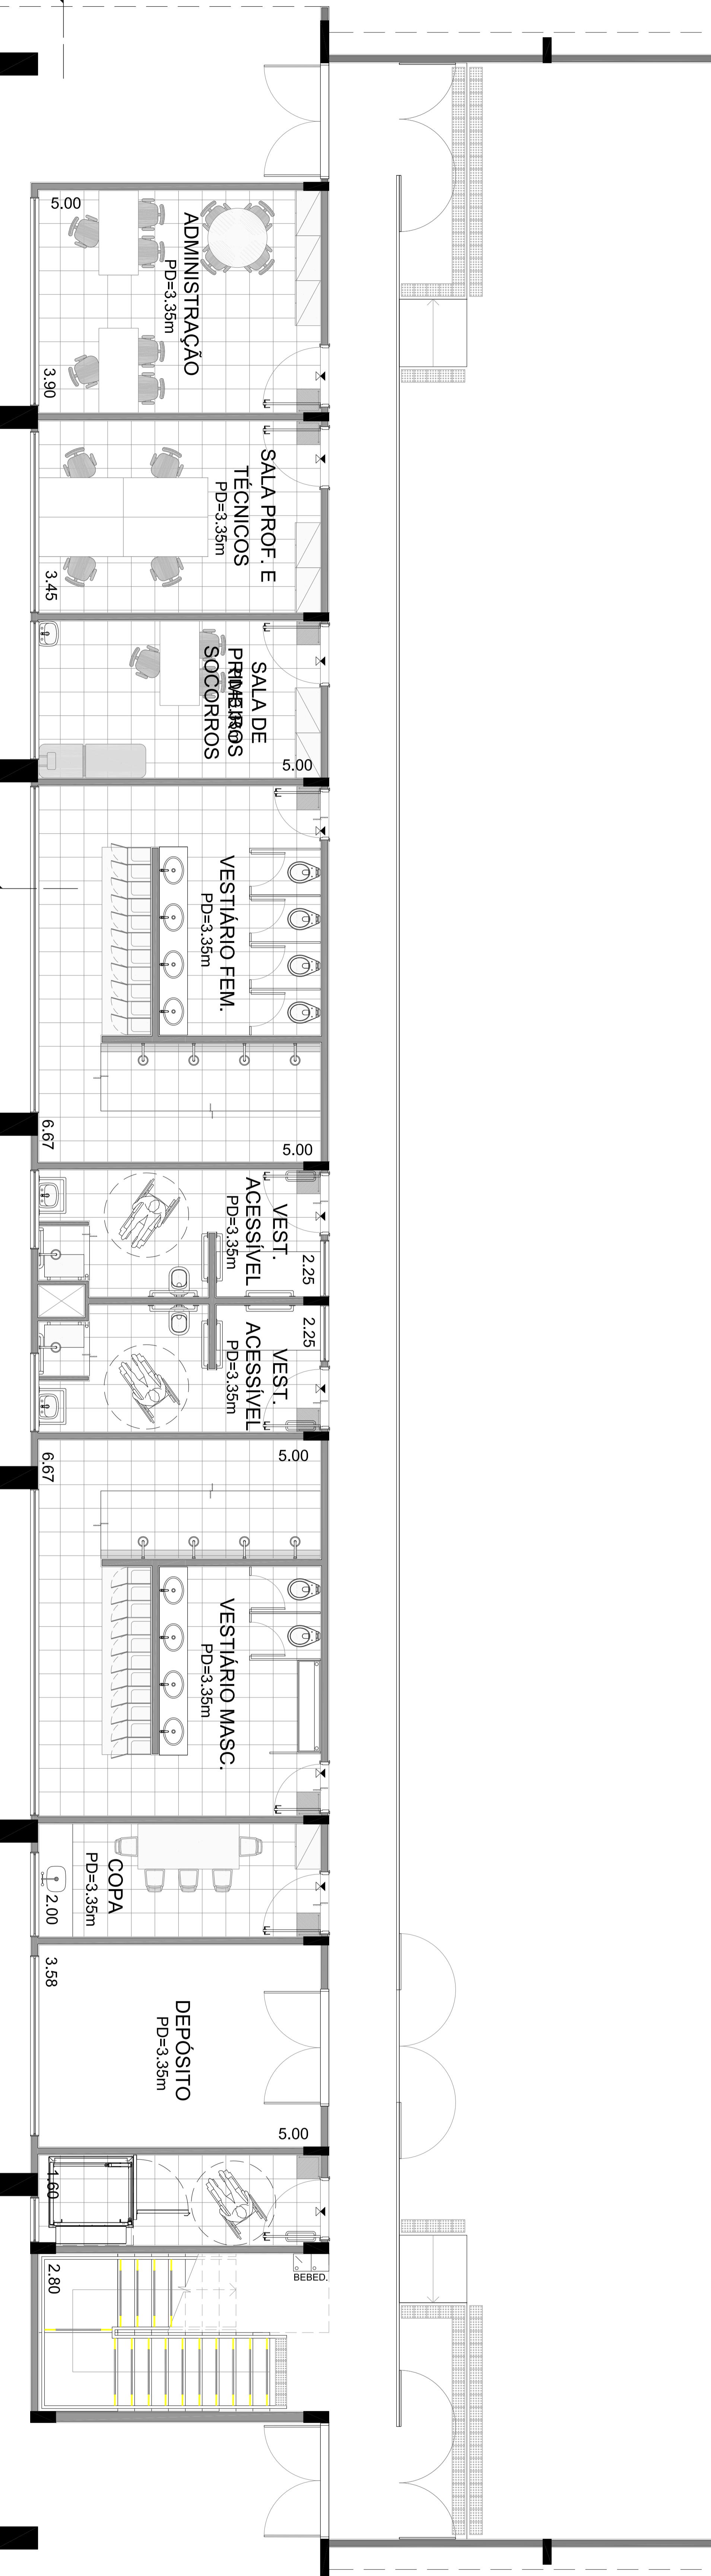 5.00
ADMINISTRAÇÃO
PD=3.35m
3.90
SALA PROF. E
TÉCNICOS
PD=3.35m
3.45
SALA DE
PRIMEIROS
SOCORROS
5.00
VESTIÁRIO FEM.
PD=3.35m
6.67
5.00
VEST.
ACESSÍVEL
PD=3.35m
2.25
2.25
VEST.
ACESSÍVEL
PD=3.35m
6.67
5.00
VESTIÁRIO MASC.
PD=3.35m
COPA
PD=3.35m
2.00
3.58
DEPÓSITO
PD=3.35m
5.00
1.60
2.80
BEBED.